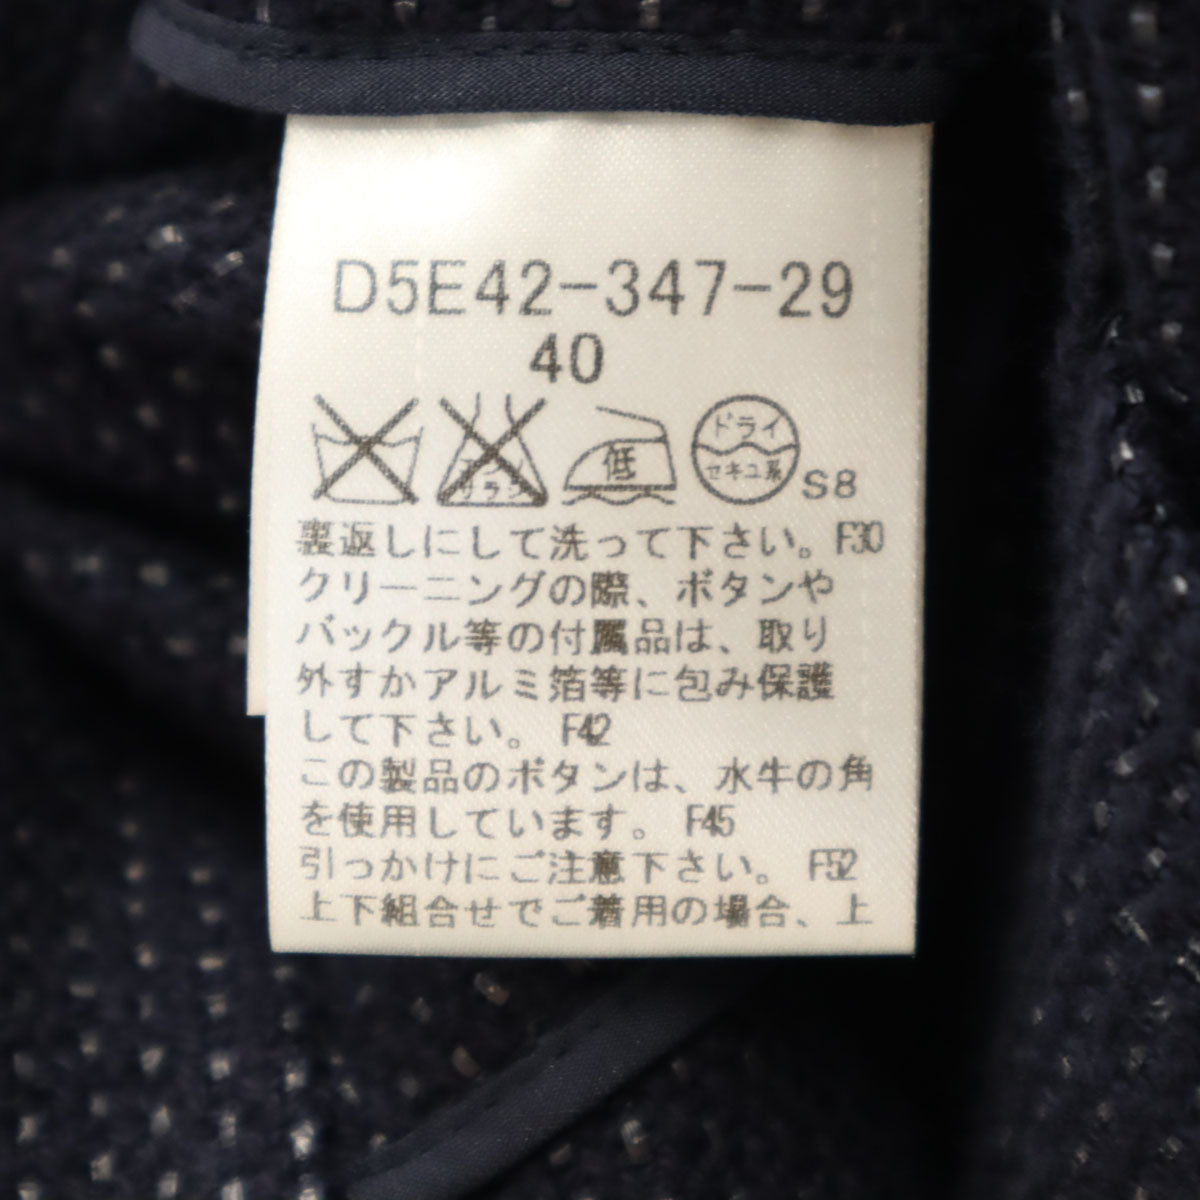 D5E42-347-29
40
低
ドライ
セキユ系
S8
裏返しにして洗って下さい。F30
クリーニングの際、ボタンや
バックル等の付属品は、取り
外すかアルミ箔等に包み保護
して下さい。 F42
この製品のボタンは、水牛の角
を使用しています。 F45
引っかけにご注意下さい。 F52
上下組合せでご着用の場合、上